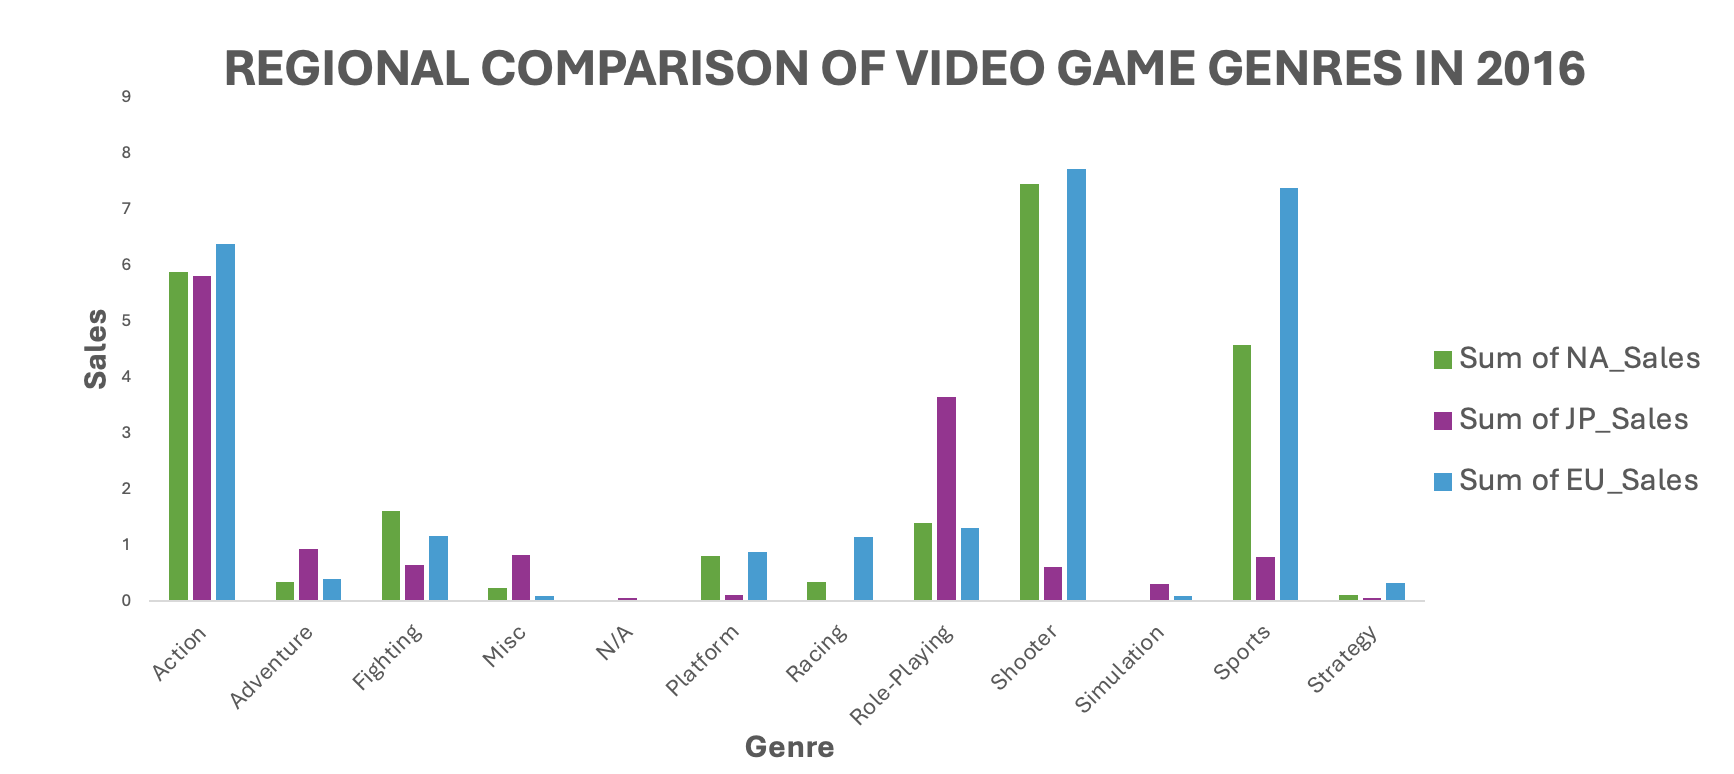 REGIONAL COMPARISON OF VIDEO GAME GENRES IN 2016
9
8
7
6
5
4
3
2
1
0
Sales
Action
Adventure
Fighting
Misc
N/A
Platform
Racing
Role-Playing
Shooter
Simulation
Sports
Strategy
Genre
Sum of NA_Sales
Sum of JP_Sales
Sum of EU_Sales